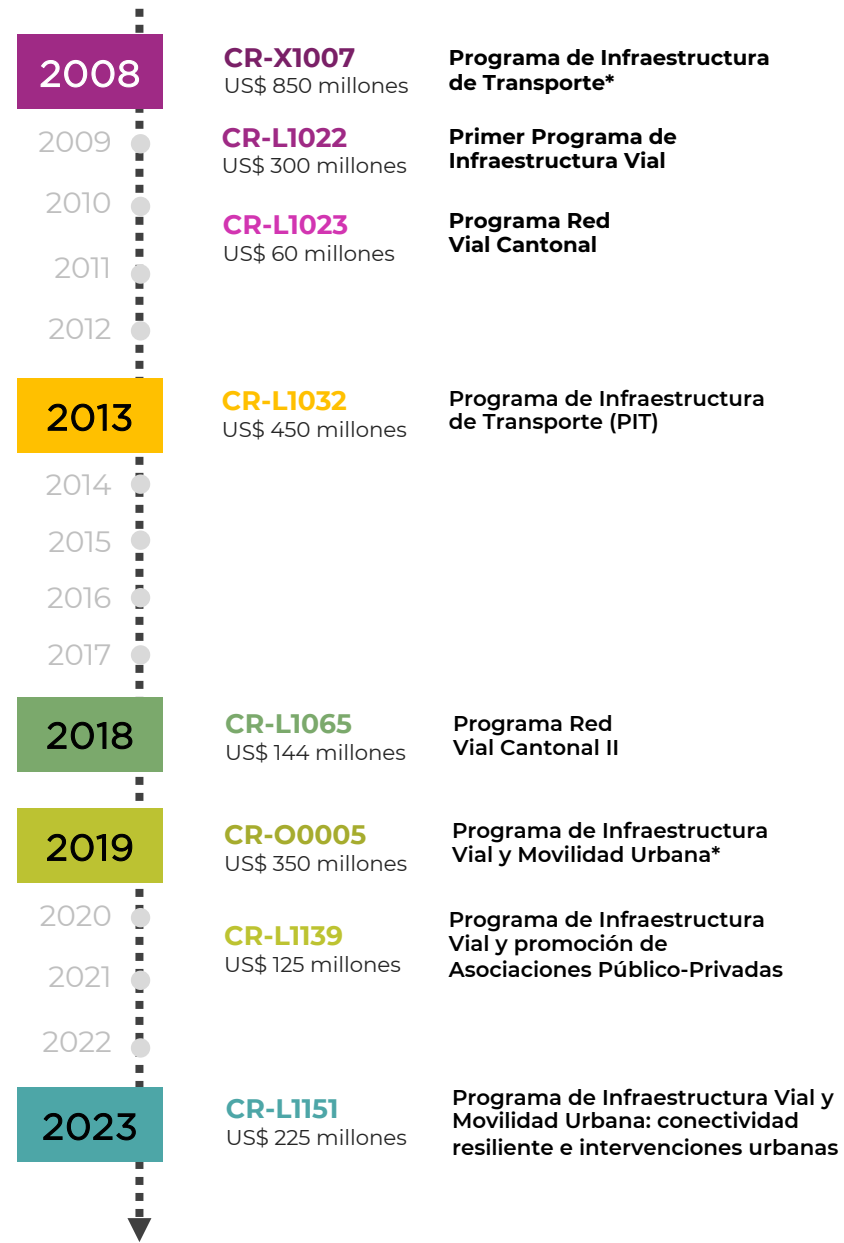 2008
CR-X1007
US$ 850 millones
Programa de Infraestructura
de Transporte*
2009
CR-L1022
US$ 300 millones
Primer Programa de
Infraestructura Vial
2010
CR-L1023
US$ 60 millones
Programa Red
Vial Cantonal
2011
2012
2013
CR-L1032
US$ 450 millones
Programa de Infraestructura
de Transporte (PIT)
2014
2015
2016
2017
2018
CR-L1065
US$ 144 millones
Programa Red
Vial Cantonal II
2019
CR-O0005
US$ 350 millones
Programa de Infraestructura
Vial y Movilidad Urbana*
2020
CR-L1139
US$ 125 millones
Programa de Infraestructura
Vial y promoción de
Asociaciones Público-Privadas
2021
2022
2023
CR-L1151
US$ 225 millones
Programa de Infraestructura Vial y
Movilidad Urbana: conectividad
resiliente e intervenciones urbanas